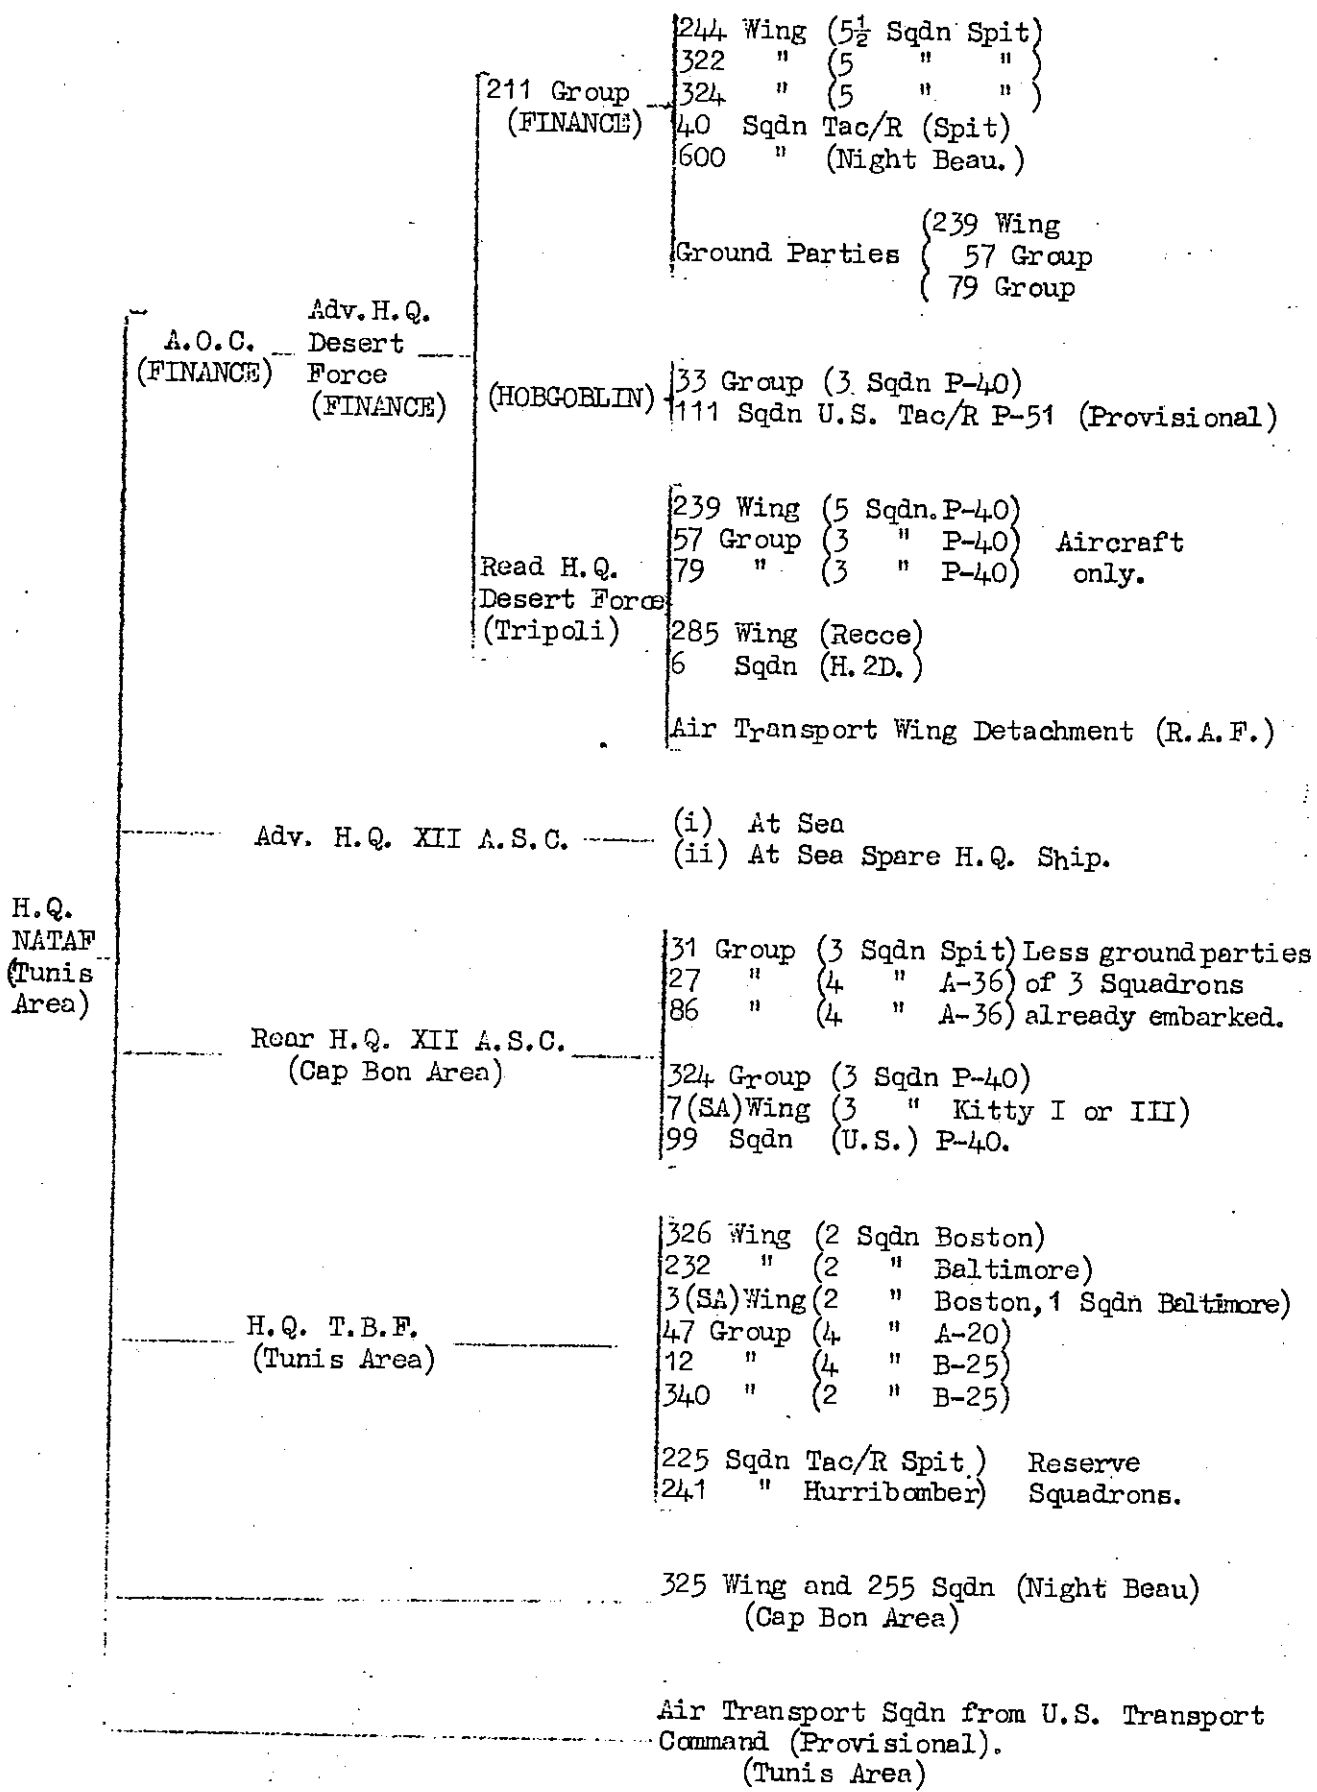 244 Wing (5½ Sqdn Spit)
322 " (5 " " )
324 " (5 " " )
40 Sqdn Tac/R (Spit)
600 " (Night Beau.)
211 Group
(FINANCE)
Ground Parties
(239 Wing
( 57 Group
( 79 Group
A.O.C.
(FINANCE)
Adv. H.Q.
Desert
Force
(FINANCE)
(HOBGOBLIN)
33 Group (3 Sqdn P-40)
111 Sqdn U.S. Tac/R P-51 (Provisional)
Read H.Q.
Desert Force
(Tripoli)
239 Wing (5 Sqdn. P-40)
57 Group (3 " P-40) Aircraft
79 " (3 " P-40) only.
285 Wing (Recce)
6 Sqdn (H.2D.)
Air Transport Wing Detachment (R.A.F.)
Adv. H.Q. XII A.S.C.
(i) At Sea
(ii) At Sea Spare H.Q. Ship.
H.Q.
NATAF
(Tunis
Area)
Rear H.Q. XII A.S.C.
(Cap Bon Area)
31 Group (3 Sqdn Spit) Less ground parties
27 " (4 " A-36) of 3 Squadrons
86 " (4 " A-36) already embarked.
324 Group (3 Sqdn P-40)
7(SA)Wing (3 " Kitty I or III)
99 Sqdn (U.S.) P-40.
H.Q. T.B.F.
(Tunis Area)
326 Wing (2 Sqdn Boston)
232 " (2 " Baltimore)
3(SA)Wing(2 " Boston, 1 Sqdn Baltimore)
47 Group (4 " A-20)
12 " (4 " B-25)
340 " (2 " B-25)
225 Sqdn Tac/R Spit ) Reserve
241 " Hurribomber) Squadrons.
325 Wing and 255 Sqdn (Night Beau)
(Cap Bon Area)
Air Transport Sqdn from U.S. Transport
Command (Provisional).
(Tunis Area)